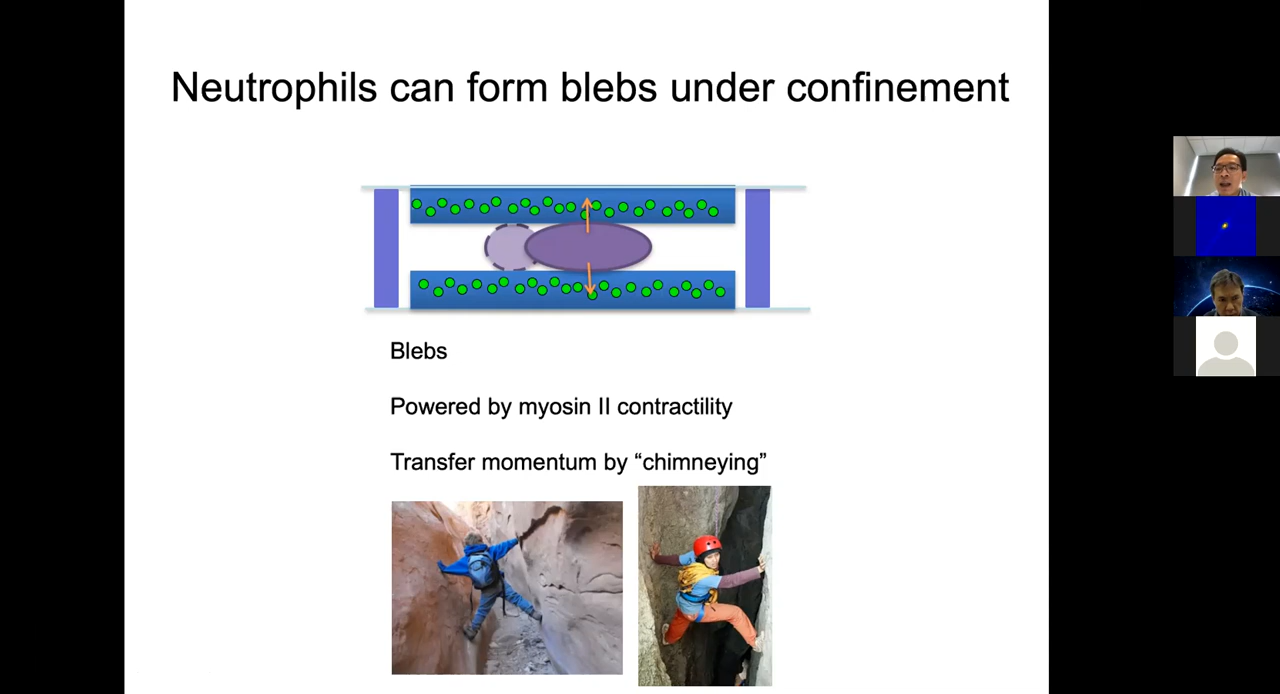 Neutrophils can form blebs under confinement
Blebs
Powered by myosin II contractility
Transfer momentum by “chimneying”